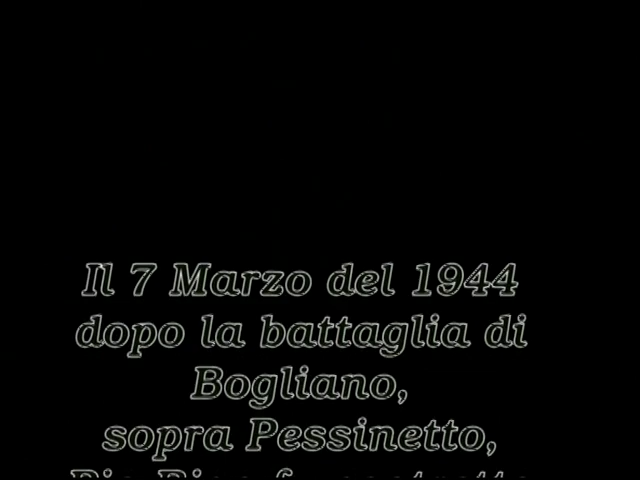 Il 7 Marzo del 1944
dopo la battaglia di
Bogliano,
sopra Pessinetto,